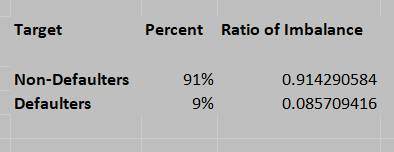 Target Percent Ratio of Imbalance
Non-Defaulters 91% 0.914290584
Defaulters 9% 0.085709416